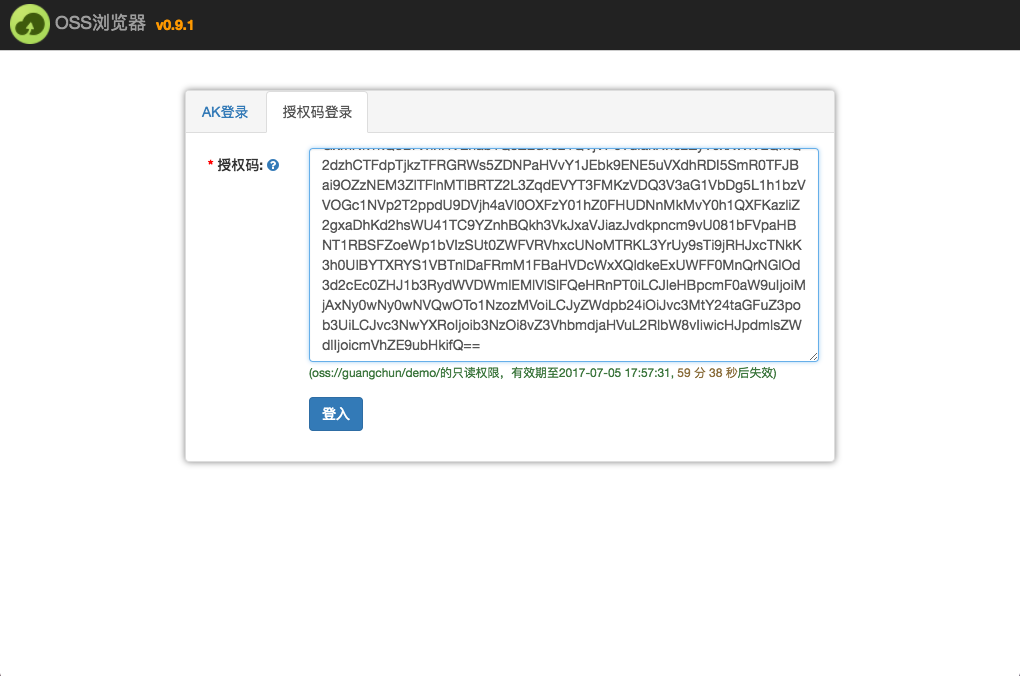 OSS浏览器 v0.9.1
AK登录 授权码登录
* 授权码:
2dzhCTFdpTjkzTFRGRWs5ZDNPaHVvY1JEbk9ENE5uVXdhRDI5SmR0TFJB
ai9OZzNEM3ZlTFlnMTlBRTZ2L3ZqdEVYT3FMKzVDQ3V3aG1VbDg5L1h1bzV
VOGc1NVp2T2ppdU9DVjh4aVl0OXFzY01hZ0FHUDNnMkMvY0h1QXFKazliZ
2gxaDhKd2hsWU41TC9YZnhBQkh3VkJxaVJiazJvdkpncm9vU081bFVpaHB
NT1RBSFZoeWp1bVlzSUt0ZWFVRVhxcUNoMTRKL3YrUy9sTi9jRHJxcTNkK
3h0UlBYTXRYS1VBTnlDaFRmM1FBaHVDcWxXQldkeExUWFF0MnQrNGlOd
3d2cEc0ZHJ1b3RydWVDWmlEMlVlSlFQeHRnPT0iLCJleHBpcmF0aW9uIjoiM
jAxNy0wNy0wNVQwOTo1NzozMVoiLCJyZWdpb24iOiJvc3MtY24taGFuZ3po
b3UiLCJvc3NwYXRoIjoib3NzOi8vZ3VhbmdjaHVuL2RlbW8vIiwicHJpdmlsZW
dlIjoicmVhZE9ubHkifQ==
(oss://guangchun/demo/的只读权限，有效期至2017-07-05 17:57:31, 59 分 38 秒后失效)
登入